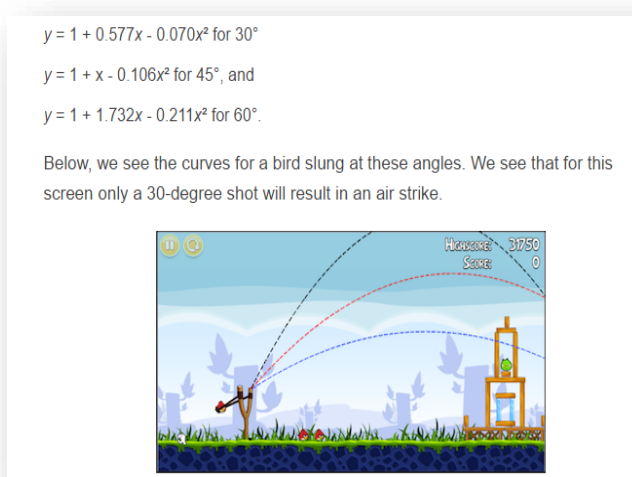 y = 1 + 0.577x - 0.070x² for 30°
y = 1 + x - 0.106x² for 45°, and
y = 1 + 1.732x - 0.211x² for 60°.
Below, we see the curves for a bird slung at these angles. We see that for this
screen only a 30-degree shot will result in an air strike.
Highscore: 31750
Score: 0